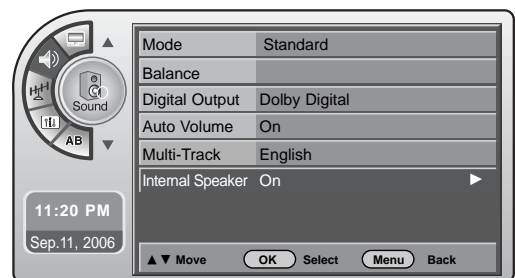 Mode Standard
Balance
Digital Output Dolby Digital
Auto Volume On
Multi-Track English
Internal Speaker On
Sound
AB
11:20 PM
Sep.11, 2006
▲▼ Move OK Select Menu Back